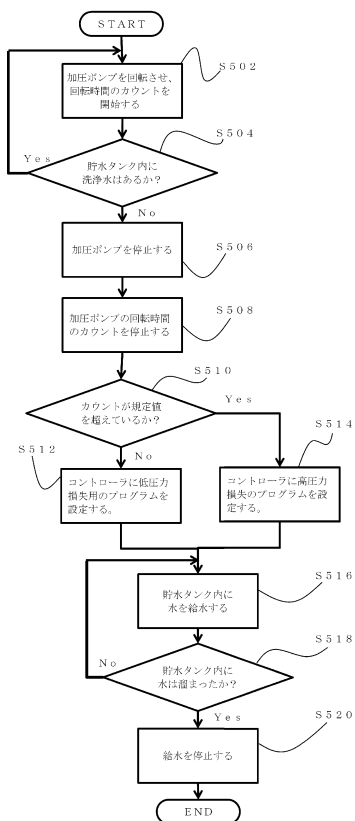 START
加圧ポンプを回転させ、
回転時間のカウントを
開始する
S502
S504
Yes
貯水タンク内に
洗浄水はあるか?
No
加圧ポンプを停止する
S506
加圧ポンプの回転時間
のカウントを停止する
S508
S510
カウントが規定値
を超えているか?
Yes
S514
S512
No
コントローラに低圧力
損失用のプログラムを
設定する。
コントローラに高圧力
損失のプログラムを設
定する。
貯水タンク内に
水を給水する
S516
S518
No
貯水タンク内に
水は溜まったか?
Yes
S520
給水を停止する
END